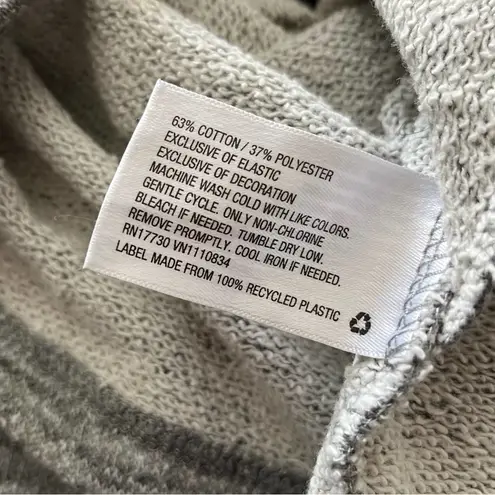 63% COTTON / 37% POLYESTER
EXCLUSIVE OF ELASTIC
EXCLUSIVE OF DECORATION
MACHINE WASH COLD WITH LIKE COLORS.
GENTLE CYCLE. ONLY NON-CHLORINE
BLEACH IF NEEDED. TUMBLE DRY LOW.
REMOVE PROMPTLY. COOL IRON IF NEEDED.
RN17730 VN1110834
LABEL MADE FROM 100% RECYCLED PLASTIC